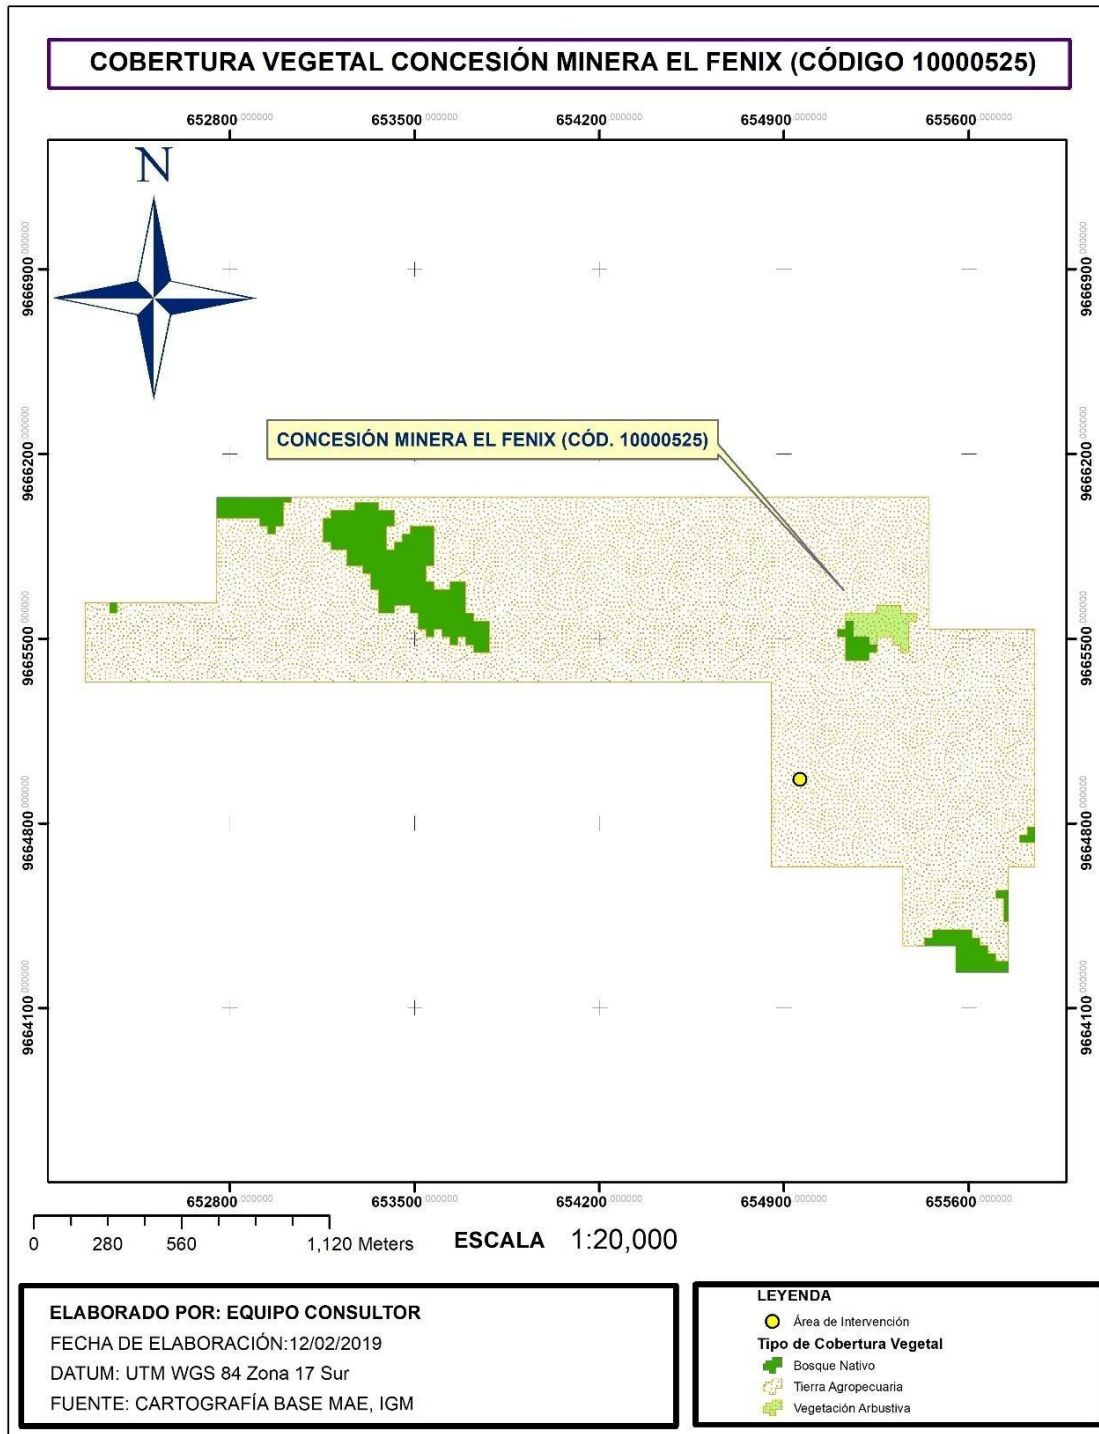 COBERTURA VEGETAL CONCESIÓN MINERA EL FENIX (CÓDIGO 10000525)
652800.000000 653500.000000 654200.000000 654900.000000 655600.000000
N
9666900.000000 9666900.000000
CONCESIÓN MINERA EL FENIX (CÓD. 10000525)
9666200.000000 9666200.000000
9665500.000000 9665500.000000
9664800.000000 9664800.000000
9664100.000000 9664100.000000
652800.000000 653500.000000 654200.000000 654900.000000 655600.000000
0 280 560 1,120 Meters
ESCALA 1:20,000
ELABORADO POR: EQUIPO CONSULTOR
FECHA DE ELABORACIÓN:12/02/2019
DATUM: UTM WGS 84 Zona 17 Sur
FUENTE: CARTOGRAFÍA BASE MAE, IGM
LEYENDA
Área de Intervención
Tipo de Cobertura Vegetal
Bosque Nativo
Tierra Agropecuaria
Vegetación Arbustiva